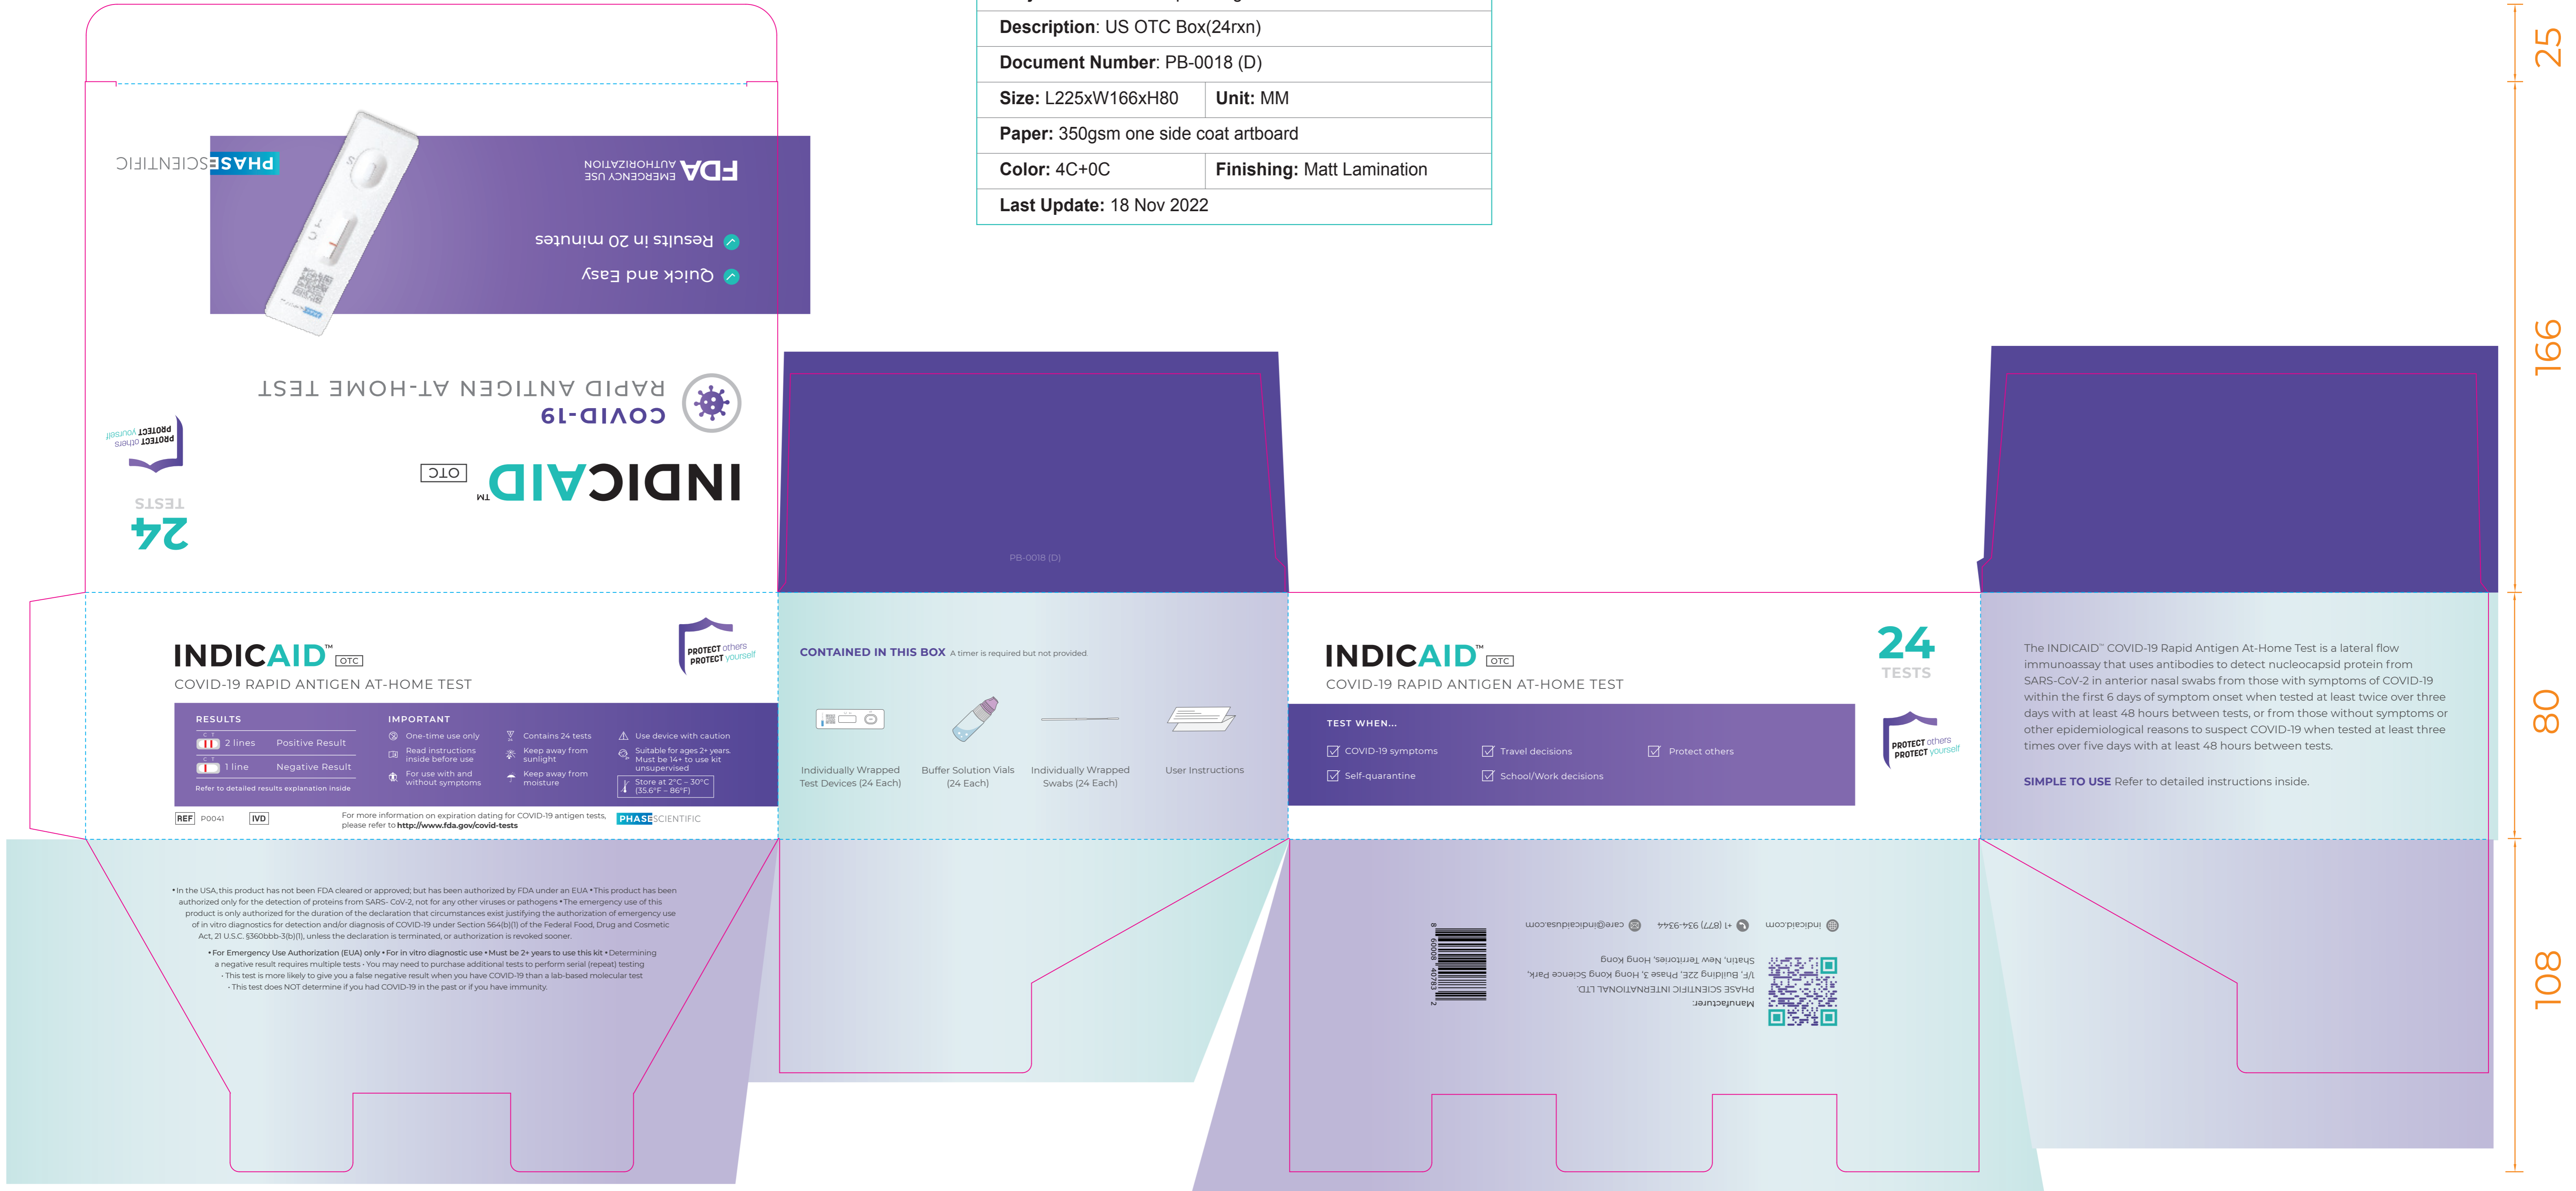 Description: US OTC Box(24rxn)
Document Number: PB-0018 (D)
Size: L225xW166xH80 Unit: MM
Paper: 350gsm one side coat artboard
Color: 4C+0C Finishing: Matt Lamination
Last Update: 18 Nov 2022
25
166
80
108
24
TESTS
INDICAID™ OTC
PROTECT others
PROTECT yourself
COVID-19
RAPID ANTIGEN AT-HOME TEST
Quick and Easy
Results in 20 minutes
FDA EMERGENCY USE
AUTHORIZATION
PHASESCIENTIFIC
C
T
S
PB-0018 (D)
INDICAID™ OTC
COVID-19 RAPID ANTIGEN AT-HOME TEST
PROTECT others
PROTECT yourself
RESULTS
C T
2 lines Positive Result
C T
1 line Negative Result
Refer to detailed results explanation inside
IMPORTANT
One-time use only
Read instructions
inside before use
For use with and
without symptoms
Contains 24 tests
Keep away from
sunlight
Keep away from
moisture
Use device with caution
Suitable for ages 2+ years.
Must be 14+ to use kit
unsupervised
Store at 2°C – 30°C
(35.6°F – 86°F)
REF P0041 IVD
For more information on expiration dating for COVID-19 antigen tests,
please refer to http://www.fda.gov/covid-tests
PHASESCIENTIFIC
CONTAINED IN THIS BOX A timer is required but not provided.
Individually Wrapped
Test Devices (24 Each)
Buffer Solution Vials
(24 Each)
Individually Wrapped
Swabs (24 Each)
User Instructions
INDICAID™ OTC
COVID-19 RAPID ANTIGEN AT-HOME TEST
24
TESTS
PROTECT others
PROTECT yourself
TEST WHEN...
COVID-19 symptoms
Travel decisions
Protect others
Self-quarantine
School/Work decisions
The INDICAID™ COVID-19 Rapid Antigen At-Home Test is a lateral flow
immunoassay that uses antibodies to detect nucleocapsid protein from
SARS-CoV-2 in anterior nasal swabs from those with symptoms of COVID-19
within the first 6 days of symptom onset when tested at least twice over three
days with at least 48 hours between tests, or from those without symptoms or
other epidemiological reasons to suspect COVID-19 when tested at least three
times over five days with at least 48 hours between tests.
SIMPLE TO USE Refer to detailed instructions inside.
• In the USA,this product has not been FDA cleared or approved; but has been authorized by FDA under an EUA • This product has been
authorized only for the detection of proteins from SARS- CoV-2, not for any other viruses or pathogens • The emergency use of this
product is only authorized for the duration of the declaration that circumstances exist justifying the authorization of emergency use
of in vitro diagnostics for detection and/or diagnosis of COVID-19 under Section 564(b)(1) of the Federal Food, Drug and Cosmetic
Act, 21 U.S.C. §360bbb-3(b)(1), unless the declaration is terminated, or authorization is revoked sooner.
• For Emergency Use Authorization (EUA) only • For in vitro diagnostic use • Must be 2+ years to use this kit • Determining
a negative result requires multiple tests • You may need to purchase additional tests to perform serial (repeat) testing
• This test is more likely to give you a false negative result when you have COVID-19 than a lab-based molecular test
• This test does NOT determine if you had COVID-19 in the past or if you have immunity.
Manufacturer:
PHASE SCIENTIFIC INTERNATIONAL LTD.
1/F, Building 22E, Phase 3, Hong Kong Science Park,
Shatin, New Territories, Hong Kong
indicaid.com
+1 (877) 934-9344
care@indicaidusa.com
8 60008 40783 2